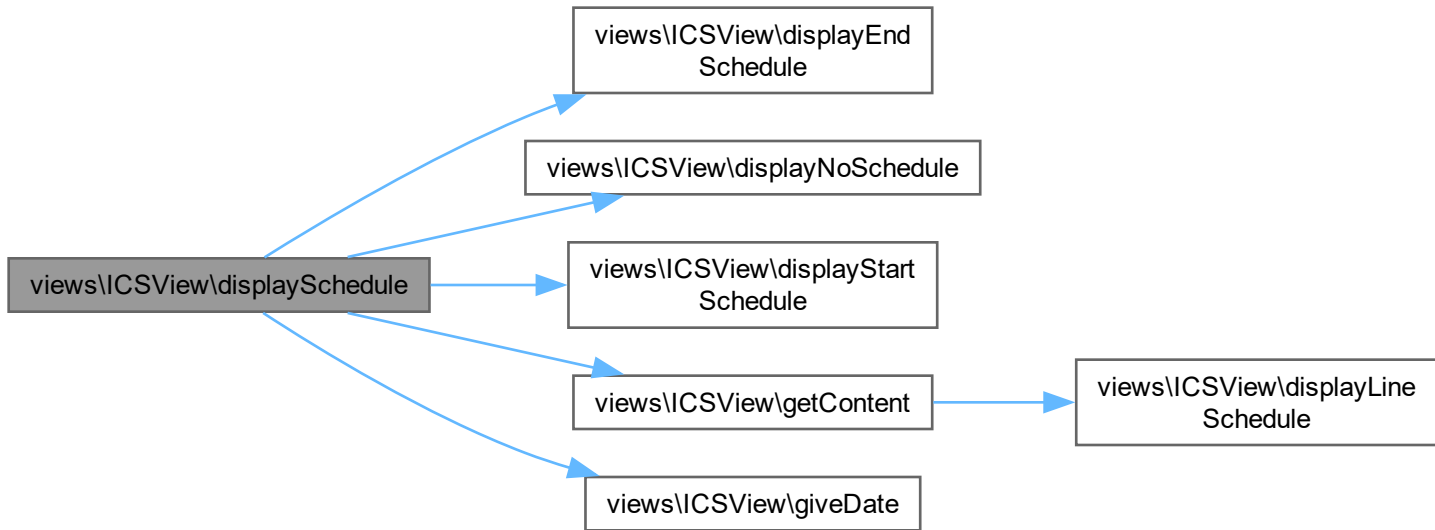 views\ICSView\displayEnd
Schedule
views\ICSView\displayNoSchedule
views\ICSView\displaySchedule
views\ICSView\displayStart
Schedule
views\ICSView\getContent
views\ICSView\displayLine
Schedule
views\ICSView\giveDate